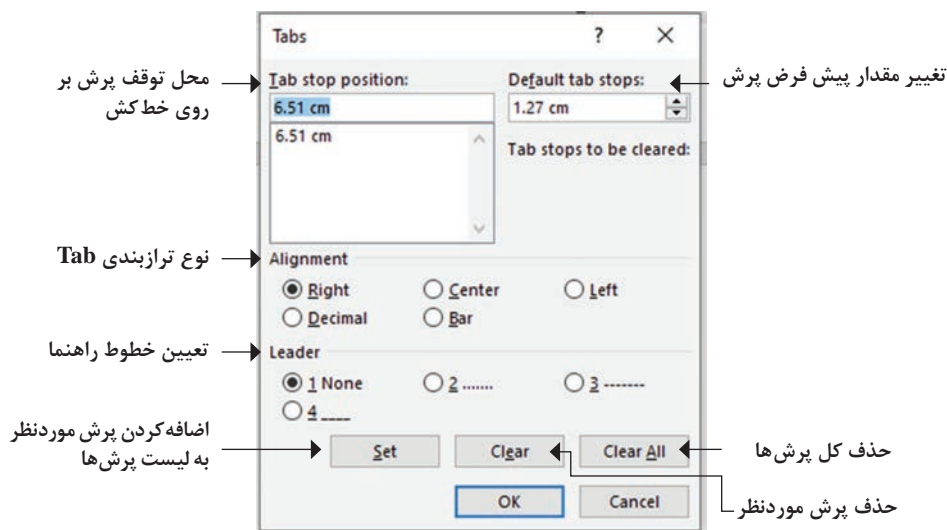 Tabs ? ×
محل توقف پرش بر
روی خط‌کش
Tab stop position:
Default tab stops:
تغییر مقدار پیش فرض پرش
6.51 cm
1.27 cm
6.51 cm
Tab stops to be cleared:
نوع ترازبندی Tab
Alignment
Right
Center
Left
Decimal
Bar
تعیین خطوط راهنما
Leader
1 None
2 .......
3 -------
4 ____
اضافه‌کردن پرش موردنظر
به لیست پرش‌ها
Set
Clear
Clear All
حذف کل پرش‌ها
OK
Cancel
حذف پرش موردنظر